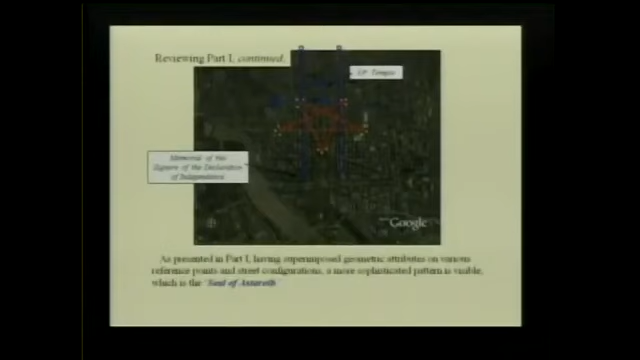 Reviewing Part I, continued.
33° Temple
Memorial of the
Signers of the Declaration
of Independence
Google
As presented in Part I, having superimposed geometric attributes on various
reference points and street configurations, a more sophisticated pattern is visible,
which is the "Seal of Astaroth"